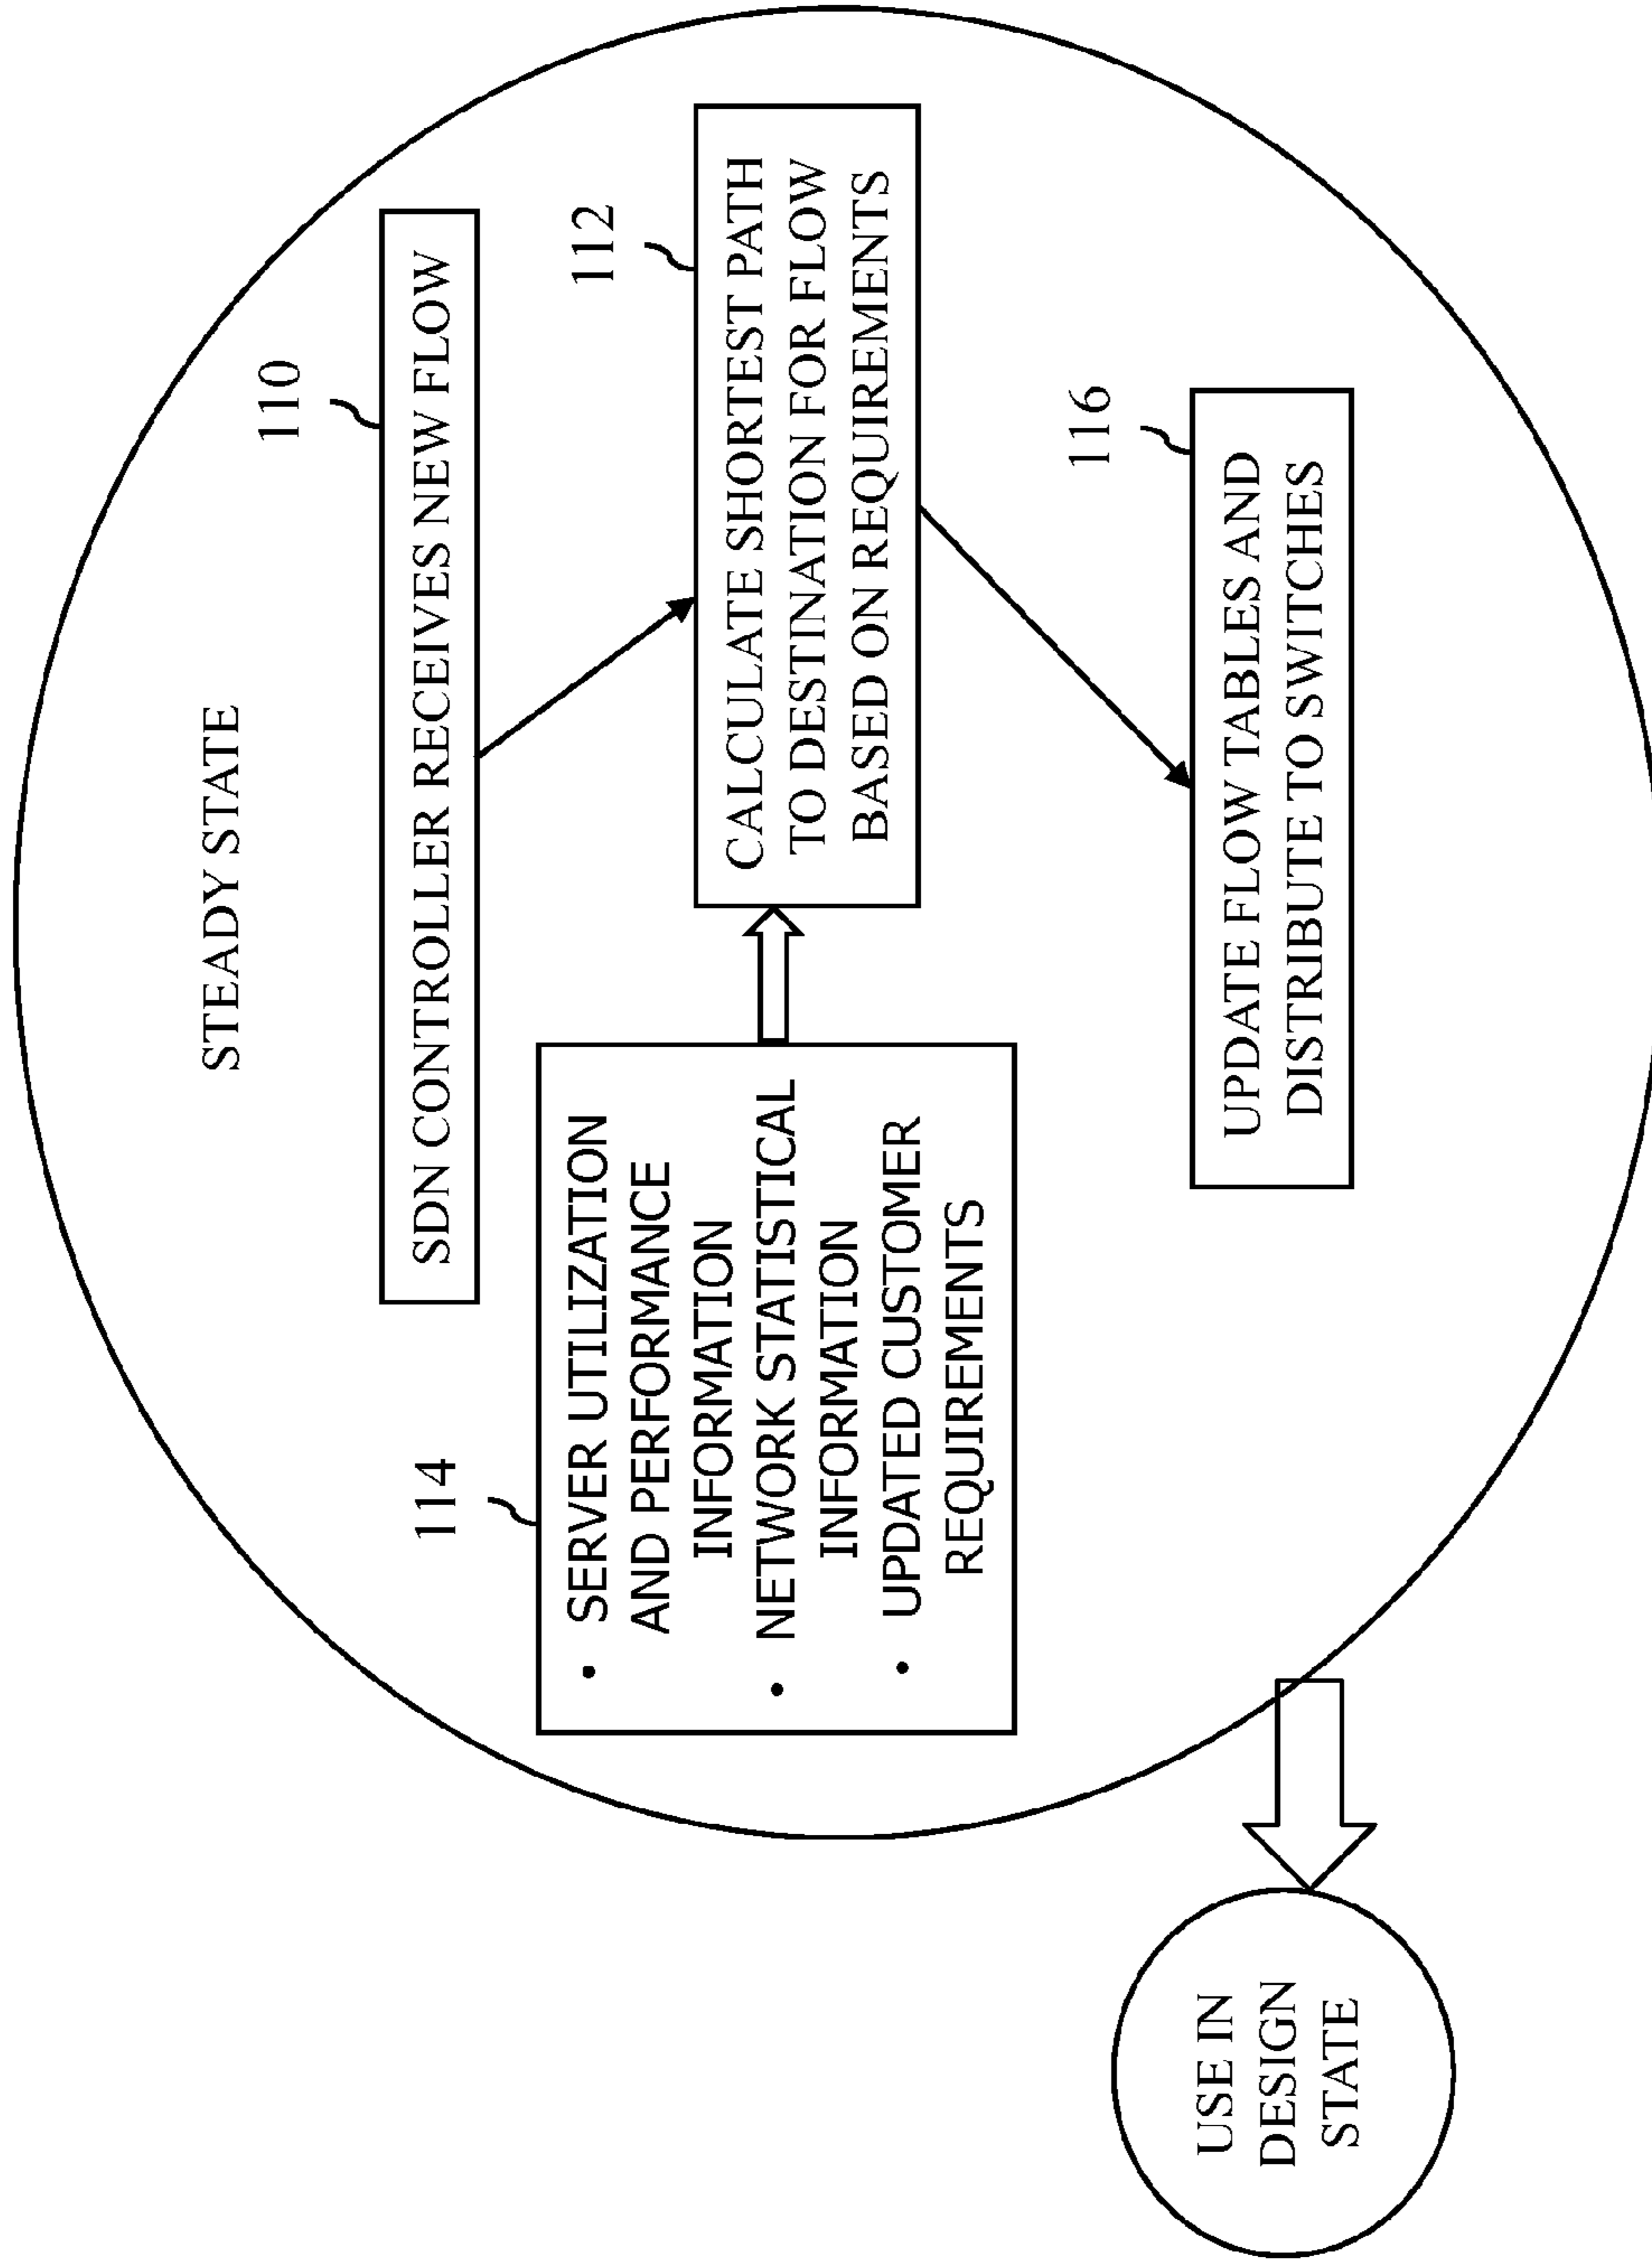 STEADY STATE
110
SDN CONTROLLER RECEIVES NEW FLOW
114
• SERVER UTILIZATION
AND PERFORMANCE
INFORMATION
• NETWORK STATISTICAL
INFORMATION
• UPDATED CUSTOMER
REQUIREMENTS
112
CALCULATE SHORTEST PATH
TO DESTINATION FOR FLOW
BASED ON REQUIREMENTS
116
UPDATE FLOW TABLES AND
DISTRIBUTE TO SWITCHES
USE IN
DESIGN
STATE